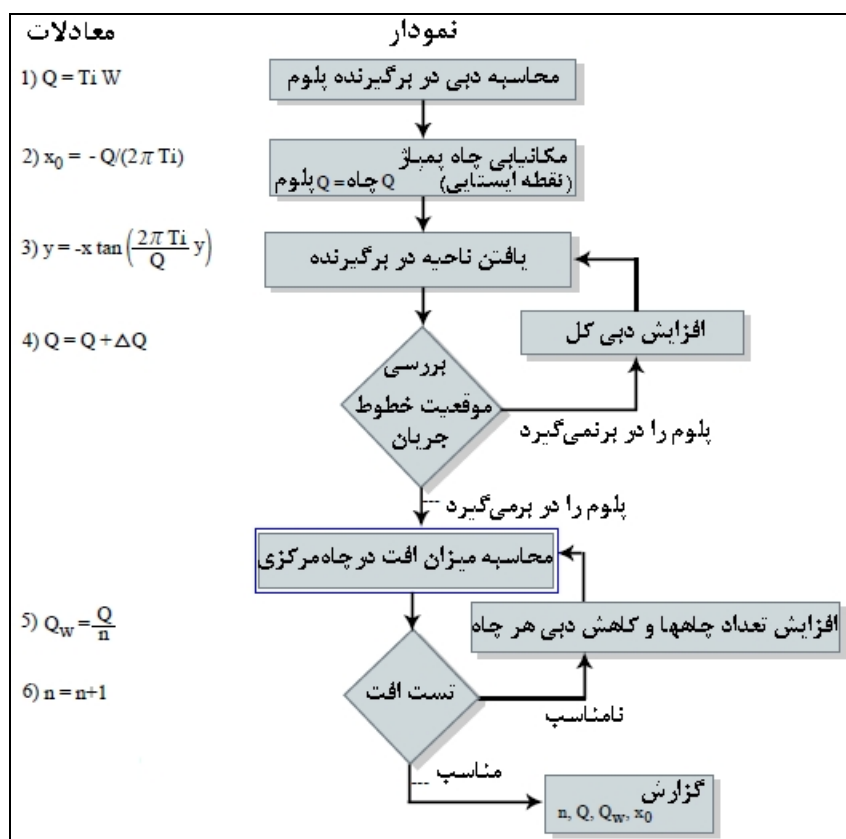 معادلات
نمودار
1) Q = Ti W
محاسبه دبی در برگیرنده پلوم
2) x₀ = - Q/(2π Ti)
مکانیابی چاه پمپاژ
(نقطه ایستایی) Q چاه = Q پلوم
3) y = -x tan (2π Ti / Q y)
یافتن ناحیه در برگیرنده
4) Q = Q + ΔQ
افزایش دبی کل
بررسی
موقعیت خطوط
جریان
پلوم را در برنمی‌گیرد
پلوم را در برمی‌گیرد
محاسبه میزان افت در چاه مرکزی
5) Q_W = Q/n
افزایش تعداد چاهها و کاهش دبی هر چاه
6) n = n+1
تست افت
نامناسب
مناسب
گزارش
n, Q, Q_W, x₀